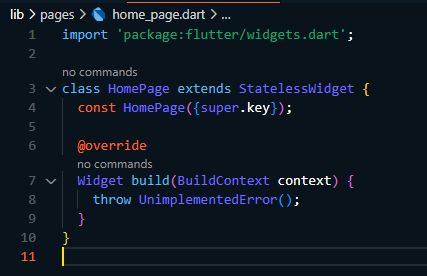 lib > pages > home_page.dart > ...
1 import 'package:flutter/widgets.dart';
2
no commands
3 class HomePage extends StatelessWidget {
4 const HomePage({super.key});
5
6 @override
no commands
7 Widget build(BuildContext context) {
8 throw UnimplementedError();
9 }
10 }
11